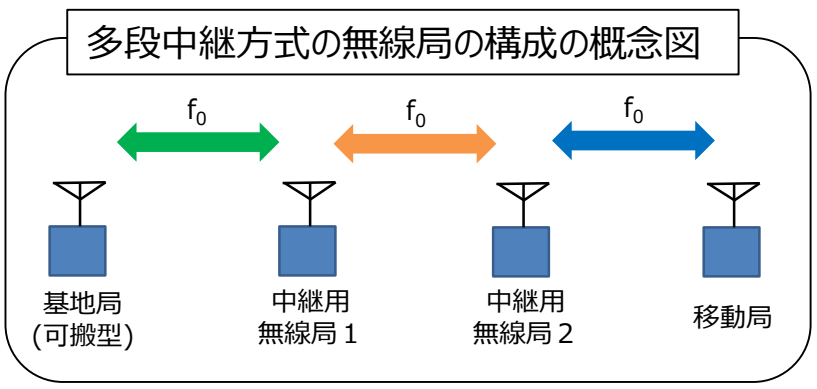 多段中継方式の無線局の構成の概念図
f₀
f₀
f₀
基地局
(可搬型)
中継用
無線局１
中継用
無線局２
移動局